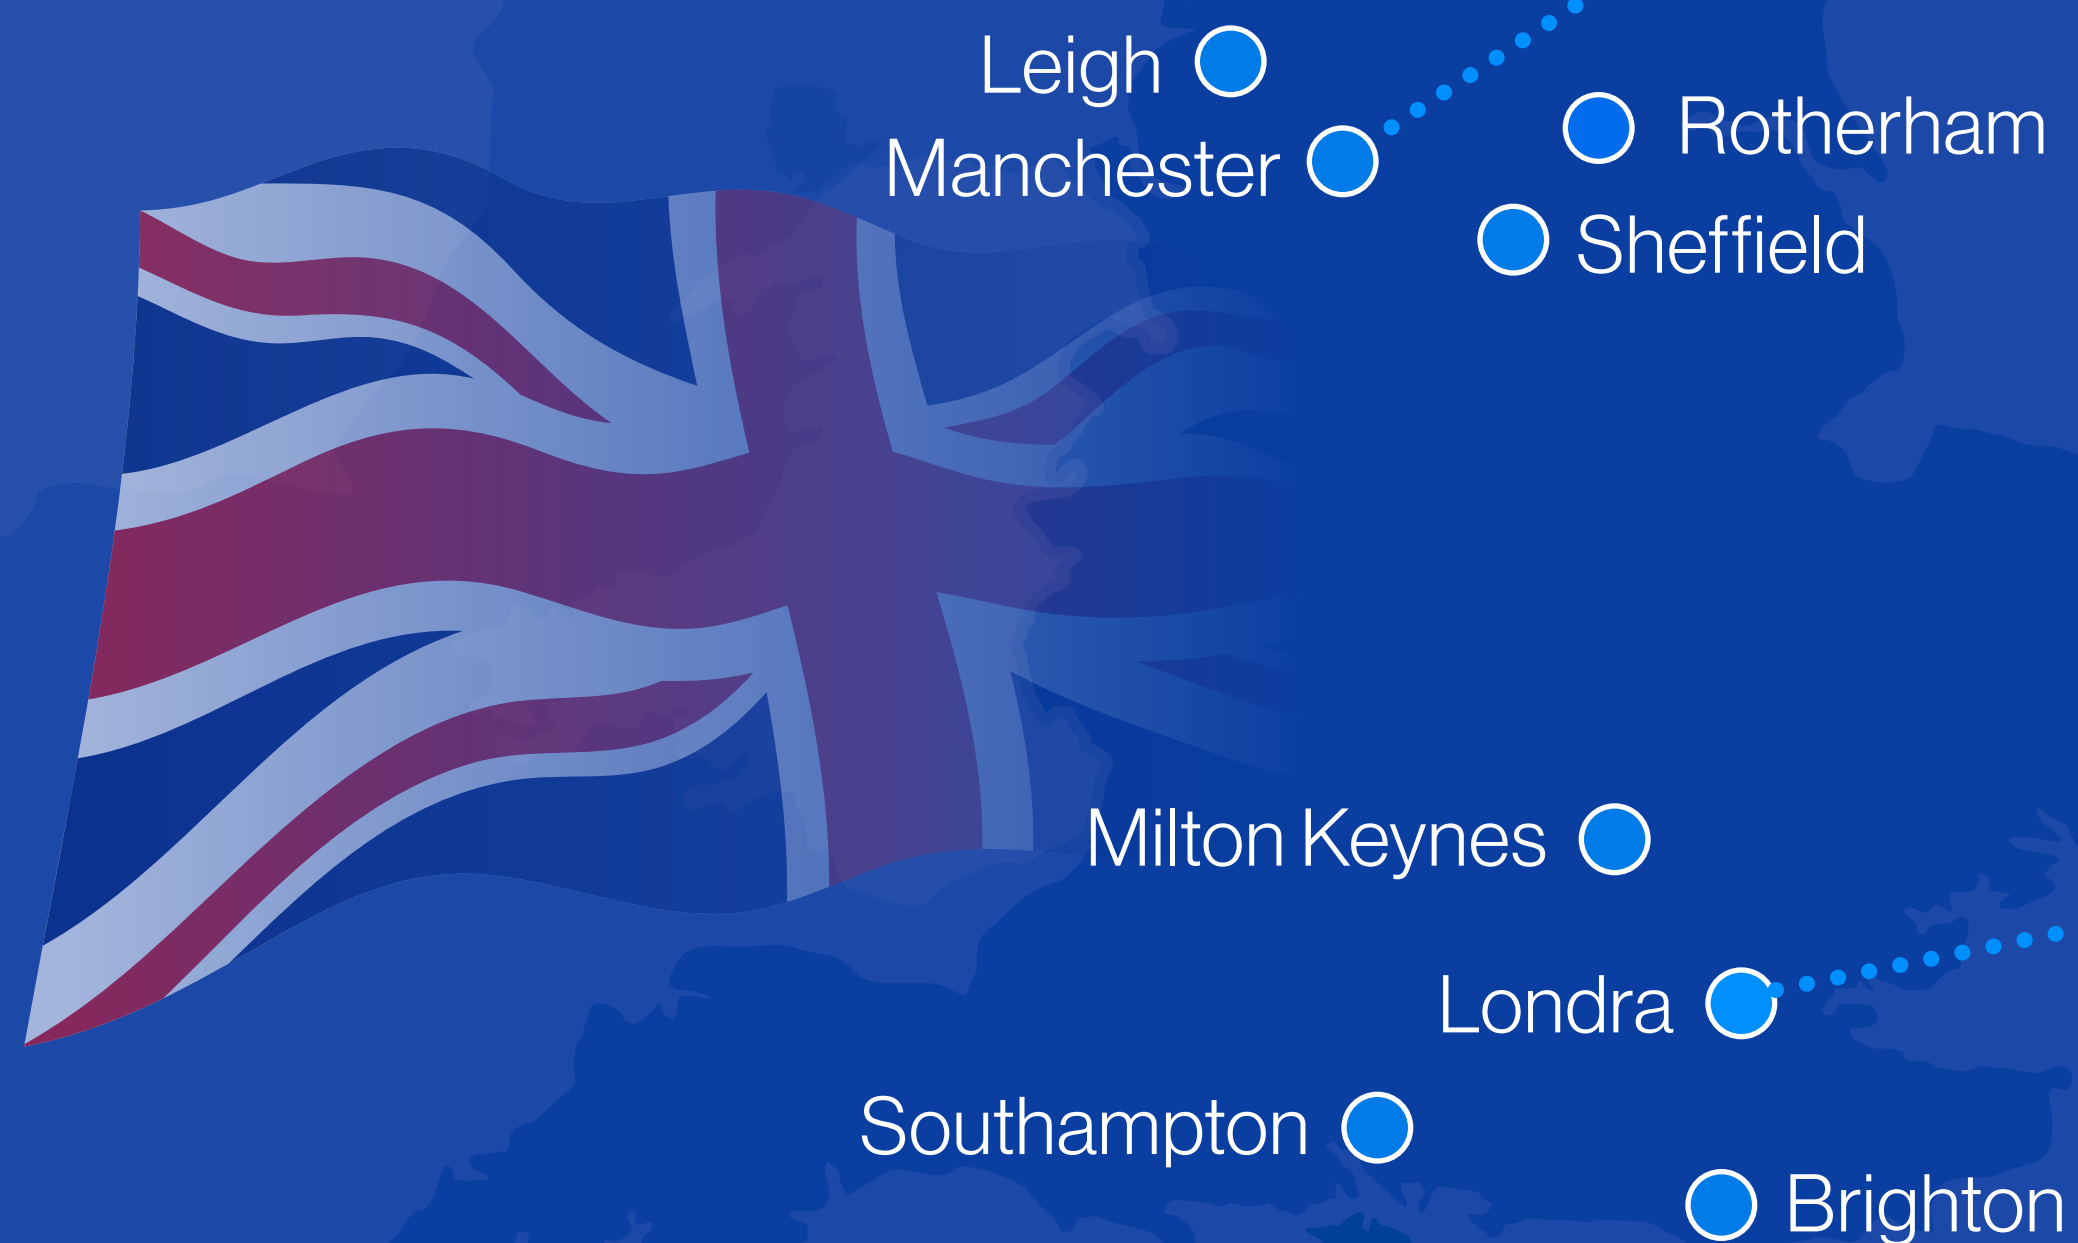 Leigh
Manchester
Rotherham
Sheffield
Milton Keynes
Londra
Southampton
Brighton